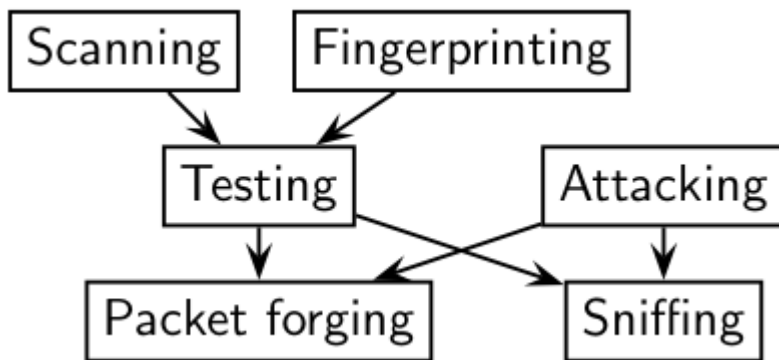 Scanning
Fingerprinting
Testing
Attacking
Packet forging
Sniffing